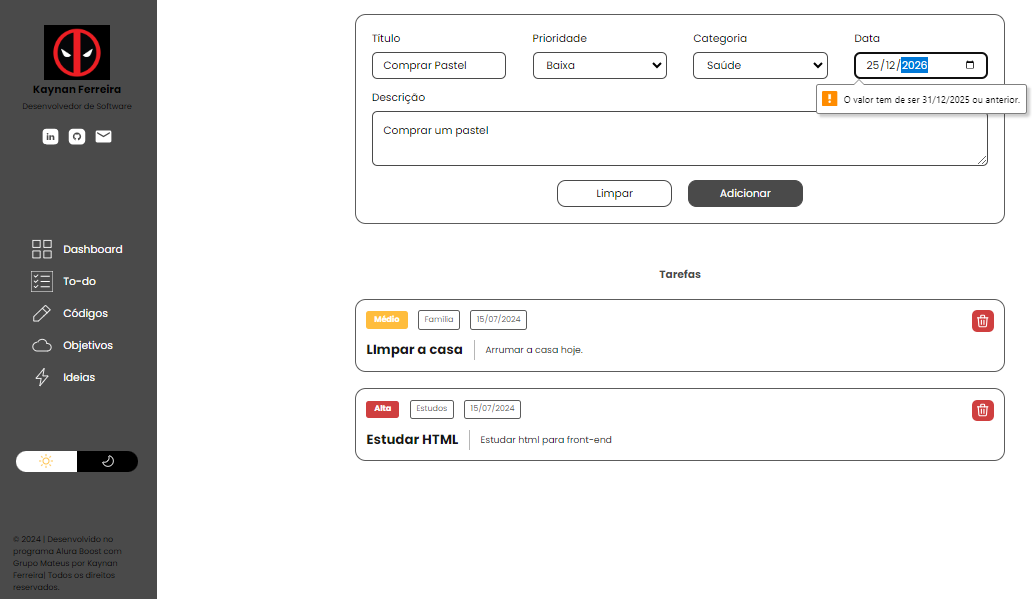 Kaynan Ferreira
Desenvolvedor de Software
in
Dashboard
To-do
Códigos
Objetivos
Ideias
© 2024 | Desenvolvido no
programa Alura Boost com
Grupo Mateus por Kaynan
Ferreira| Todos os direitos
reservados.
Título Prioridade Categoria Data
Comprar Pastel Baixa Saúde 25/12/2026
! O valor tem de ser 31/12/2025 ou anterior.
Descrição
Comprar um pastel
Limpar Adicionar
Tarefas
Médio Família 15/07/2024
LImpar a casa Arrumar a casa hoje.
Alta Estudos 15/07/2024
Estudar HTML Estudar html para front-end